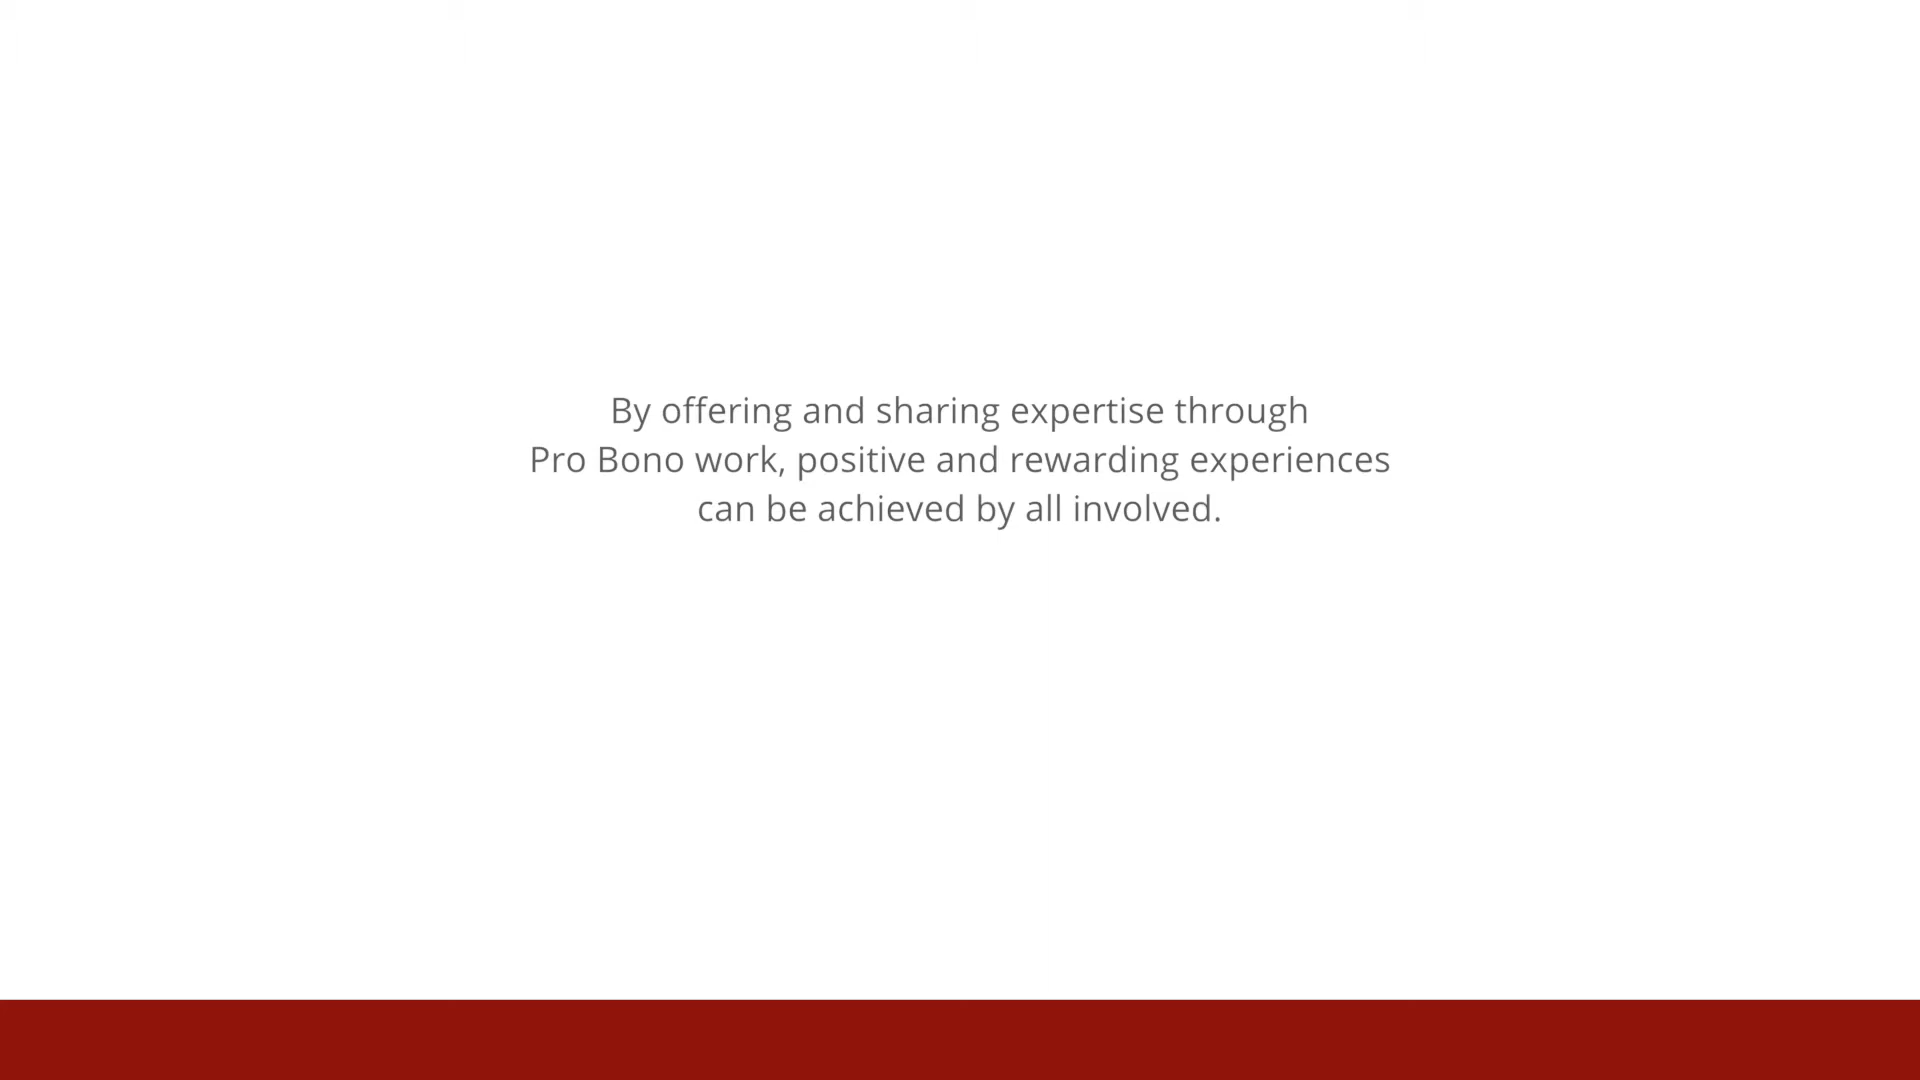 By offering and sharing expertise through
Pro Bono work, positive and rewarding experiences
can be achieved by all involved.